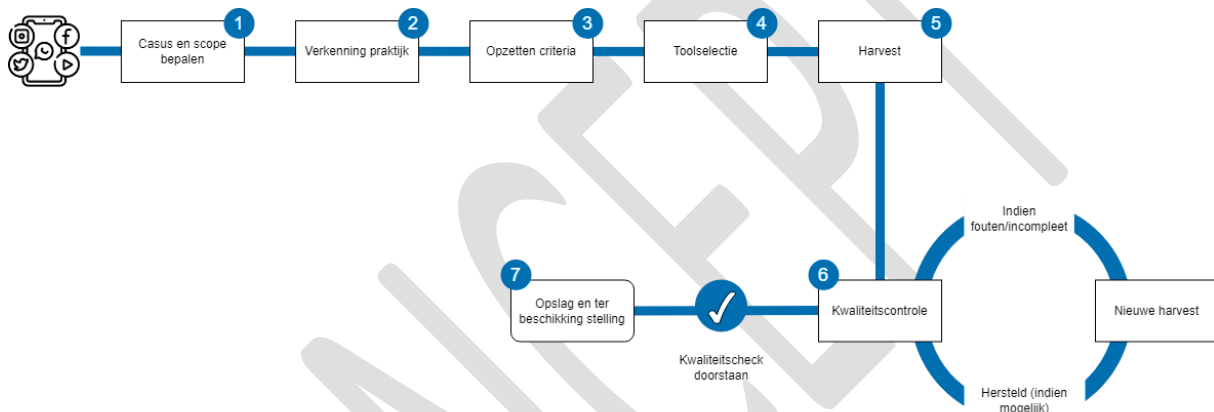 1
Casus en scope
bepalen
2
Verkenning praktijk
3
Opzetten criteria
4
Toolselectie
5
Harvest
Indien
fouten/incompleet
7
Opslag en ter
beschikking stelling
Kwaliteitscheck
doorstaan
6
Kwaliteitscontrole
Nieuwe harvest
Hersteld (indien
mogelijk)